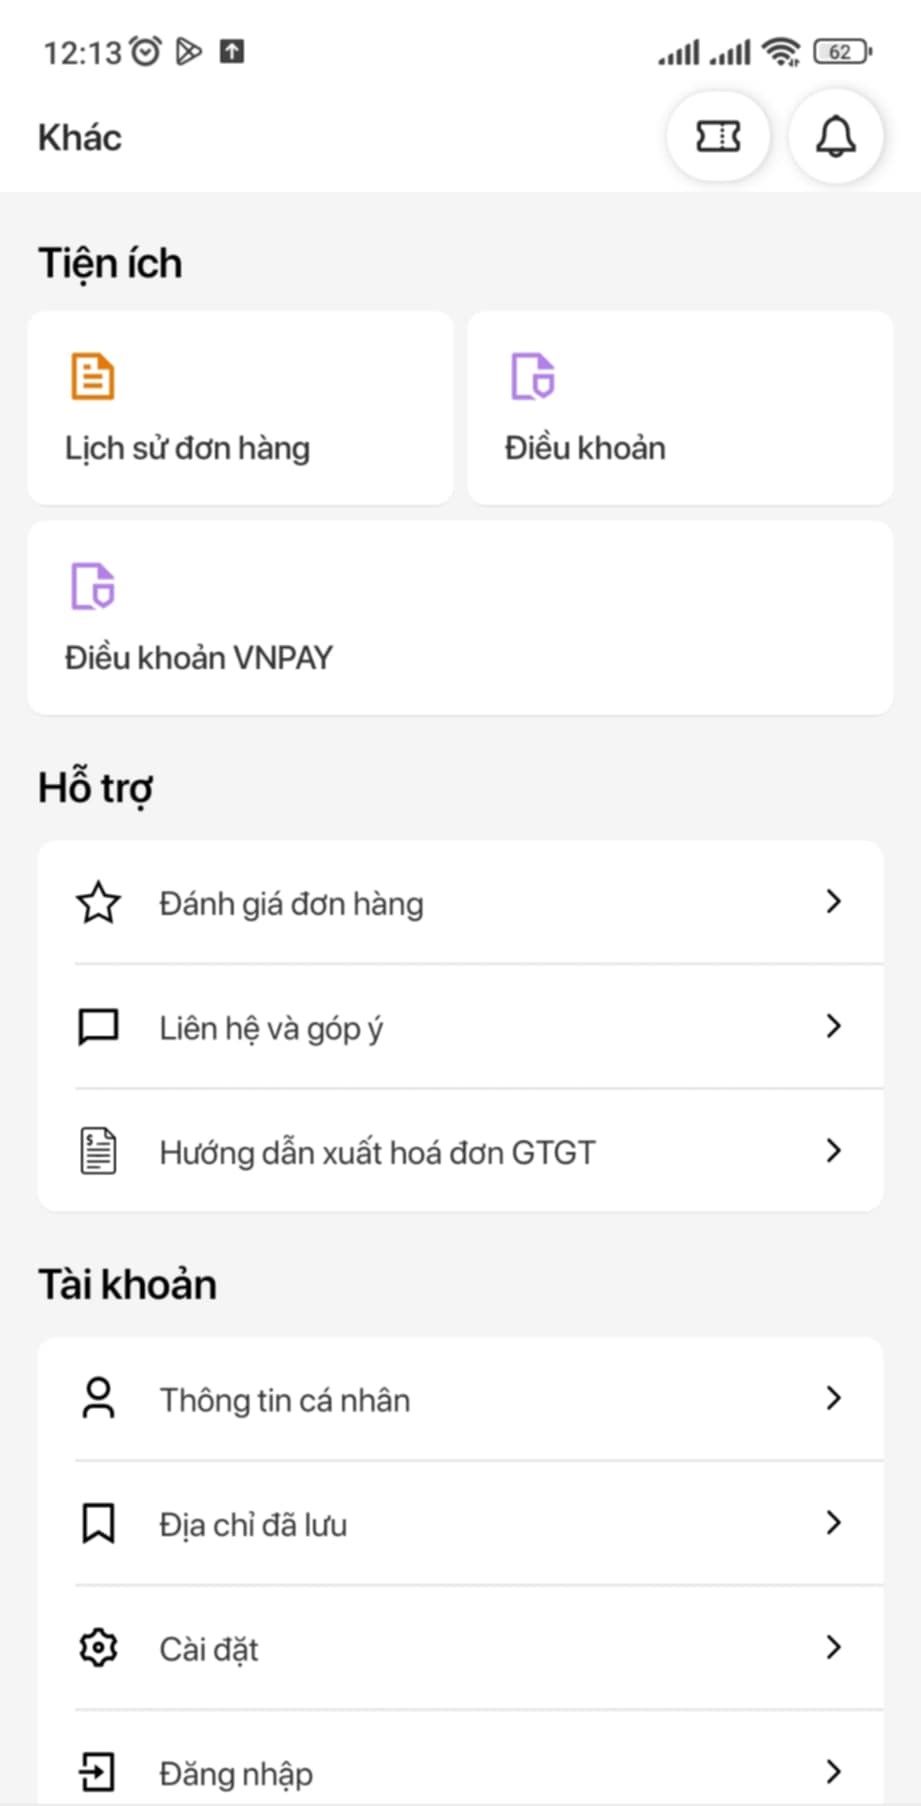 12:13
62
Khác
Tiện ích
Lịch sử đơn hàng
Điều khoản
Điều khoản VNPAY
Hỗ trợ
Đánh giá đơn hàng
Liên hệ và góp ý
Hướng dẫn xuất hoá đơn GTGT
Tài khoản
Thông tin cá nhân
Địa chỉ đã lưu
Cài đặt
Đăng nhập